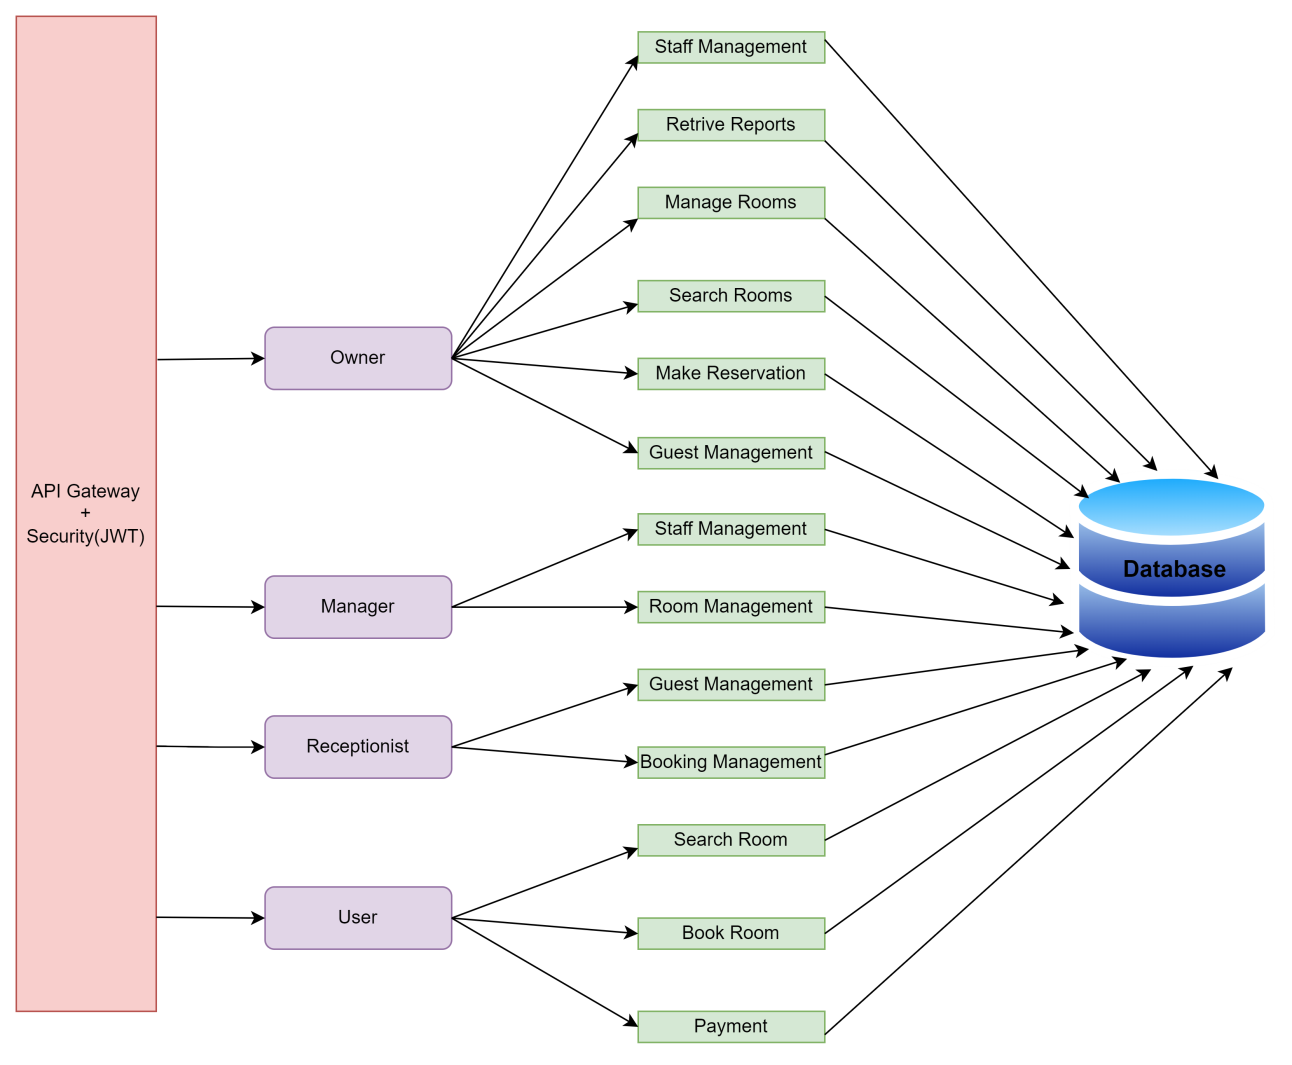 API Gateway
+
Security(JWT)
Owner
Manager
Receptionist
User
Staff Management
Retrive Reports
Manage Rooms
Search Rooms
Make Reservation
Guest Management
Staff Management
Room Management
Guest Management
Booking Management
Search Room
Book Room
Payment
Database